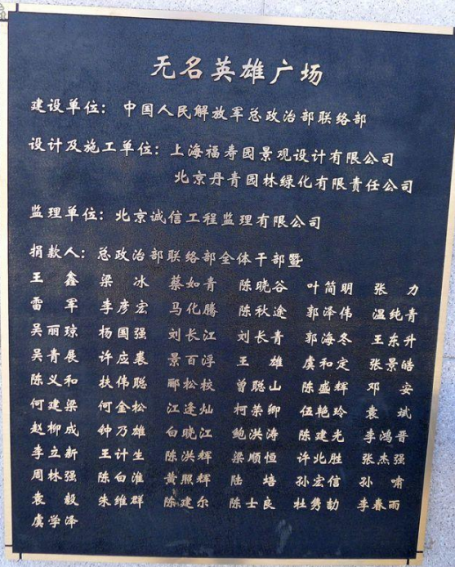 无名英雄广场
建设单位：中国人民解放军总政治部联络部
设计及施工单位：上海福寿园景观设计有限公司
北京丹青园林绿化有限责任公司
监理单位：北京诚信工程监理有限公司
捐款人：总政治部联络部全体干部暨
王鑫 梁冰 蔡如青 陈晓谷 叶简明 张力
雷军 李彦宏 马化腾 陈秋途 郭泽伟 温纯青
吴丽琼 杨国强 刘长江 刘长青 郭海冬 王东升
吴青展 许应裘 景百浮 王雄 虞和定 张景皓
陈义和 扶伟聪 郦松校 曾聪山 陈盛辉 邓安
何建梁 何金松 江逢灿 柯荣卿 伍艳玲 袁斌
赵柳成 钟乃雄 白晓江 鲍洪涛 陈建光 李鸿晋
李立新 王计生 陈洪辉 梁顺恒 许北胜 张杰强
周林强 陈白淮 黄照辉 陆培 孙宏信 孙啃
袁毅 朱维群 陈建尔 陈士良 杜隽劼 李春雨
虞学泽